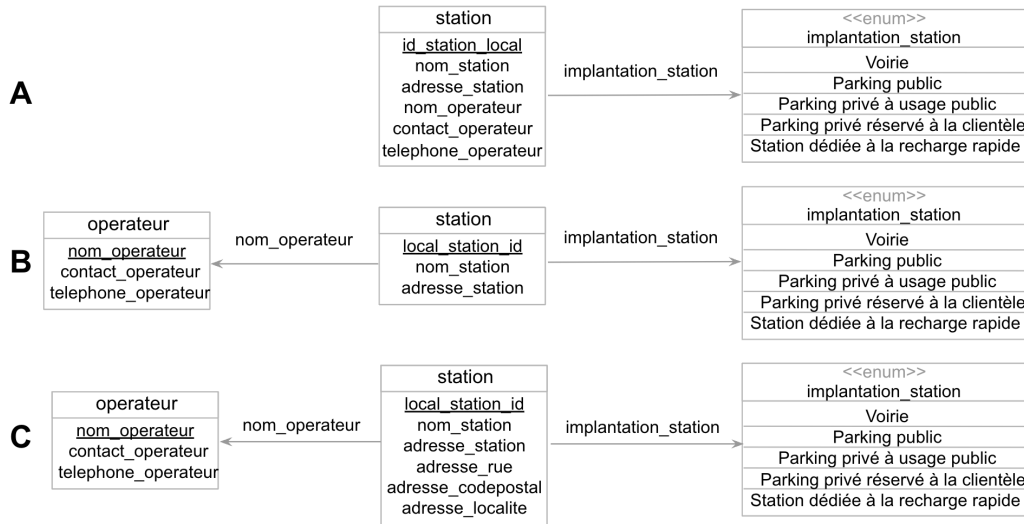 A
station
id_station_local
nom_station
adresse_station
nom_operateur
contact_operateur
telephone_operateur
implantation_station
<<enum>>
implantation_station
Voirie
Parking public
Parking privé à usage public
Parking privé réservé à la clientèle
Station dédiée à la recharge rapide
B
operateur
nom_operateur
contact_operateur
telephone_operateur
nom_operateur
station
local_station_id
nom_station
adresse_station
implantation_station
<<enum>>
implantation_station
Voirie
Parking public
Parking privé à usage public
Parking privé réservé à la clientèle
Station dédiée à la recharge rapide
C
operateur
nom_operateur
contact_operateur
telephone_operateur
nom_operateur
station
local_station_id
nom_station
adresse_station
adresse_rue
adresse_codepostal
adresse_localite
implantation_station
<<enum>>
implantation_station
Voirie
Parking public
Parking privé à usage public
Parking privé réservé à la clientèle
Station dédiée à la recharge rapide